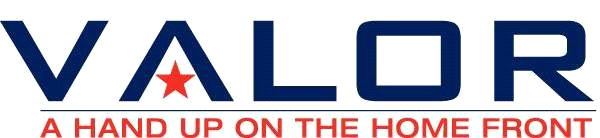 VALOR
A HAND UP ON THE HOME FRONT